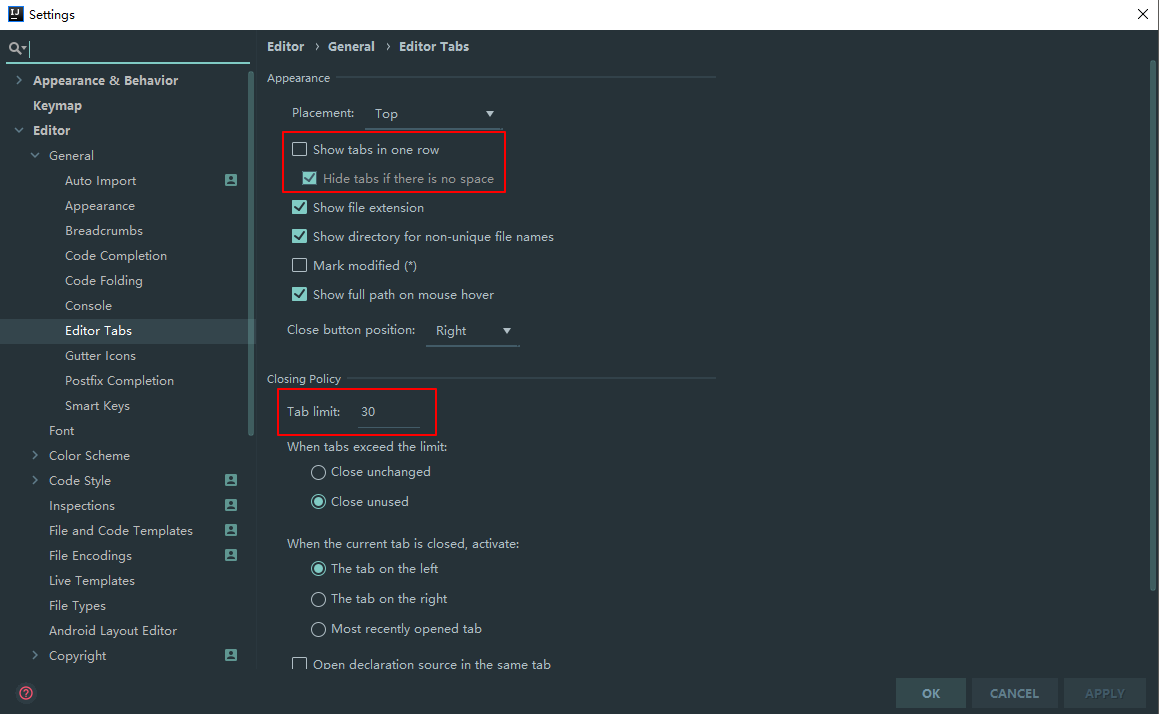 IJ Settings
Editor › General › Editor Tabs
Appearance & Behavior
Keymap
Editor
General
Auto Import
Appearance
Breadcrumbs
Code Completion
Code Folding
Console
Editor Tabs
Gutter Icons
Postfix Completion
Smart Keys
Font
Color Scheme
Code Style
Inspections
File and Code Templates
File Encodings
Live Templates
File Types
Android Layout Editor
Copyright
Appearance
Placement: Top
Show tabs in one row
Hide tabs if there is no space
Show file extension
Show directory for non-unique file names
Mark modified (*)
Show full path on mouse hover
Close button position: Right
Closing Policy
Tab limit: 30
When tabs exceed the limit:
Close unchanged
Close unused
When the current tab is closed, activate:
The tab on the left
The tab on the right
Most recently opened tab
Open declaration source in the same tab
?
OK CANCEL APPLY